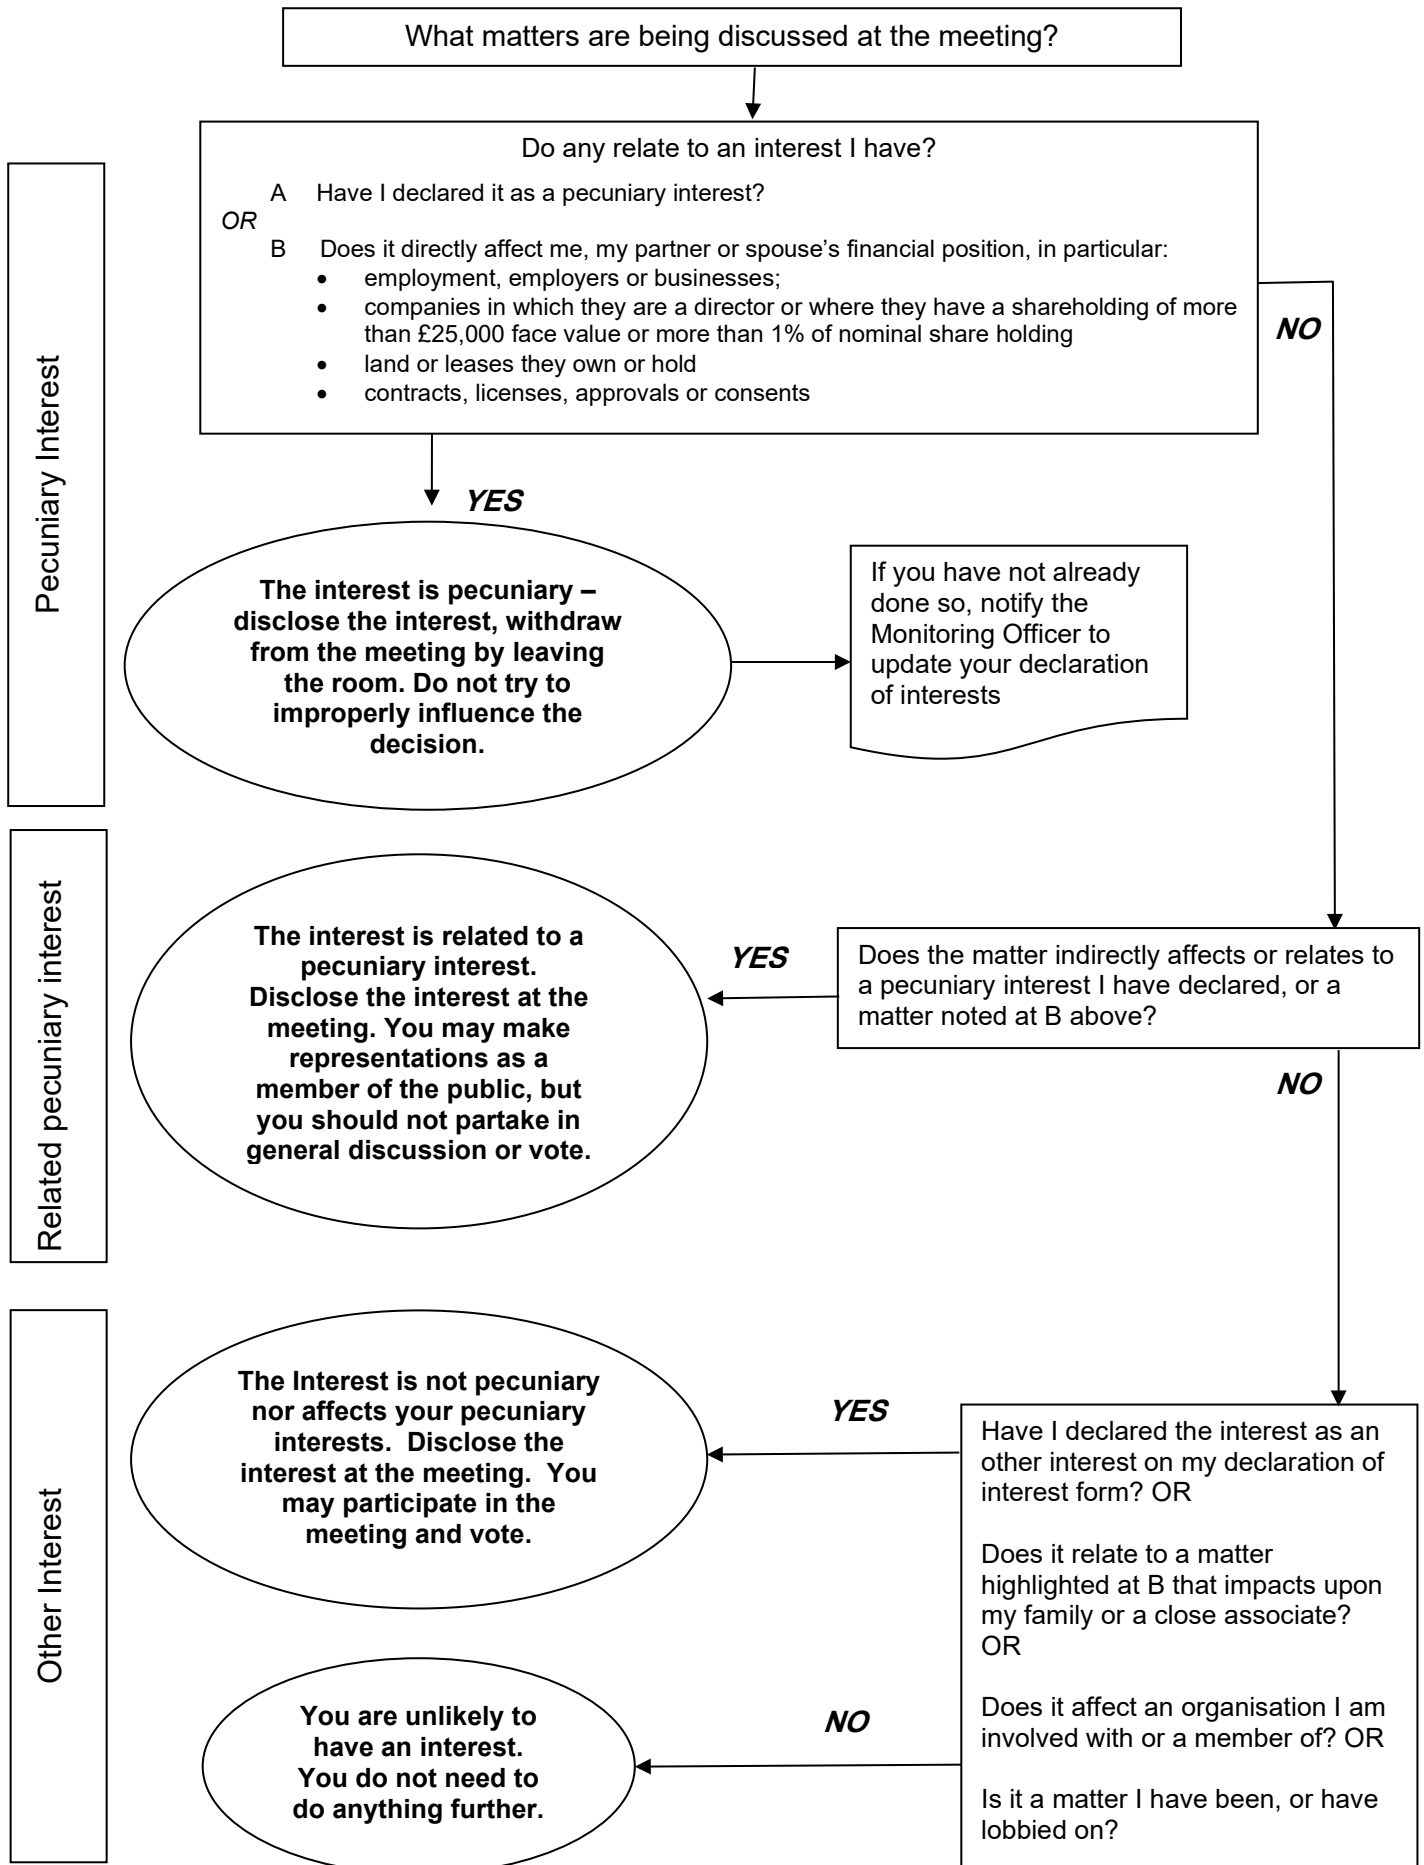 What matters are being discussed at the meeting?
Do any relate to an interest I have?
A Have I declared it as a pecuniary interest?
OR
B Does it directly affect me, my partner or spouse’s financial position, in particular:
• employment, employers or businesses;
• companies in which they are a director or where they have a shareholding of more
than £25,000 face value or more than 1% of nominal share holding
• land or leases they own or hold
• contracts, licenses, approvals or consents
NO
Pecuniary Interest
YES
The interest is pecuniary –
disclose the interest, withdraw
from the meeting by leaving
the room. Do not try to
improperly influence the
decision.
If you have not already
done so, notify the
Monitoring Officer to
update your declaration
of interests
Related pecuniary interest
The interest is related to a
pecuniary interest.
Disclose the interest at the
meeting. You may make
representations as a
member of the public, but
you should not partake in
general discussion or vote.
YES
Does the matter indirectly affects or relates to
a pecuniary interest I have declared, or a
matter noted at B above?
NO
Other Interest
The Interest is not pecuniary
nor affects your pecuniary
interests. Disclose the
interest at the meeting. You
may participate in the
meeting and vote.
YES
Have I declared the interest as an
other interest on my declaration of
interest form? OR
Does it relate to a matter
highlighted at B that impacts upon
my family or a close associate?
OR
Does it affect an organisation I am
involved with or a member of? OR
Is it a matter I have been, or have
lobbied on?
NO
You are unlikely to
have an interest.
You do not need to
do anything further.